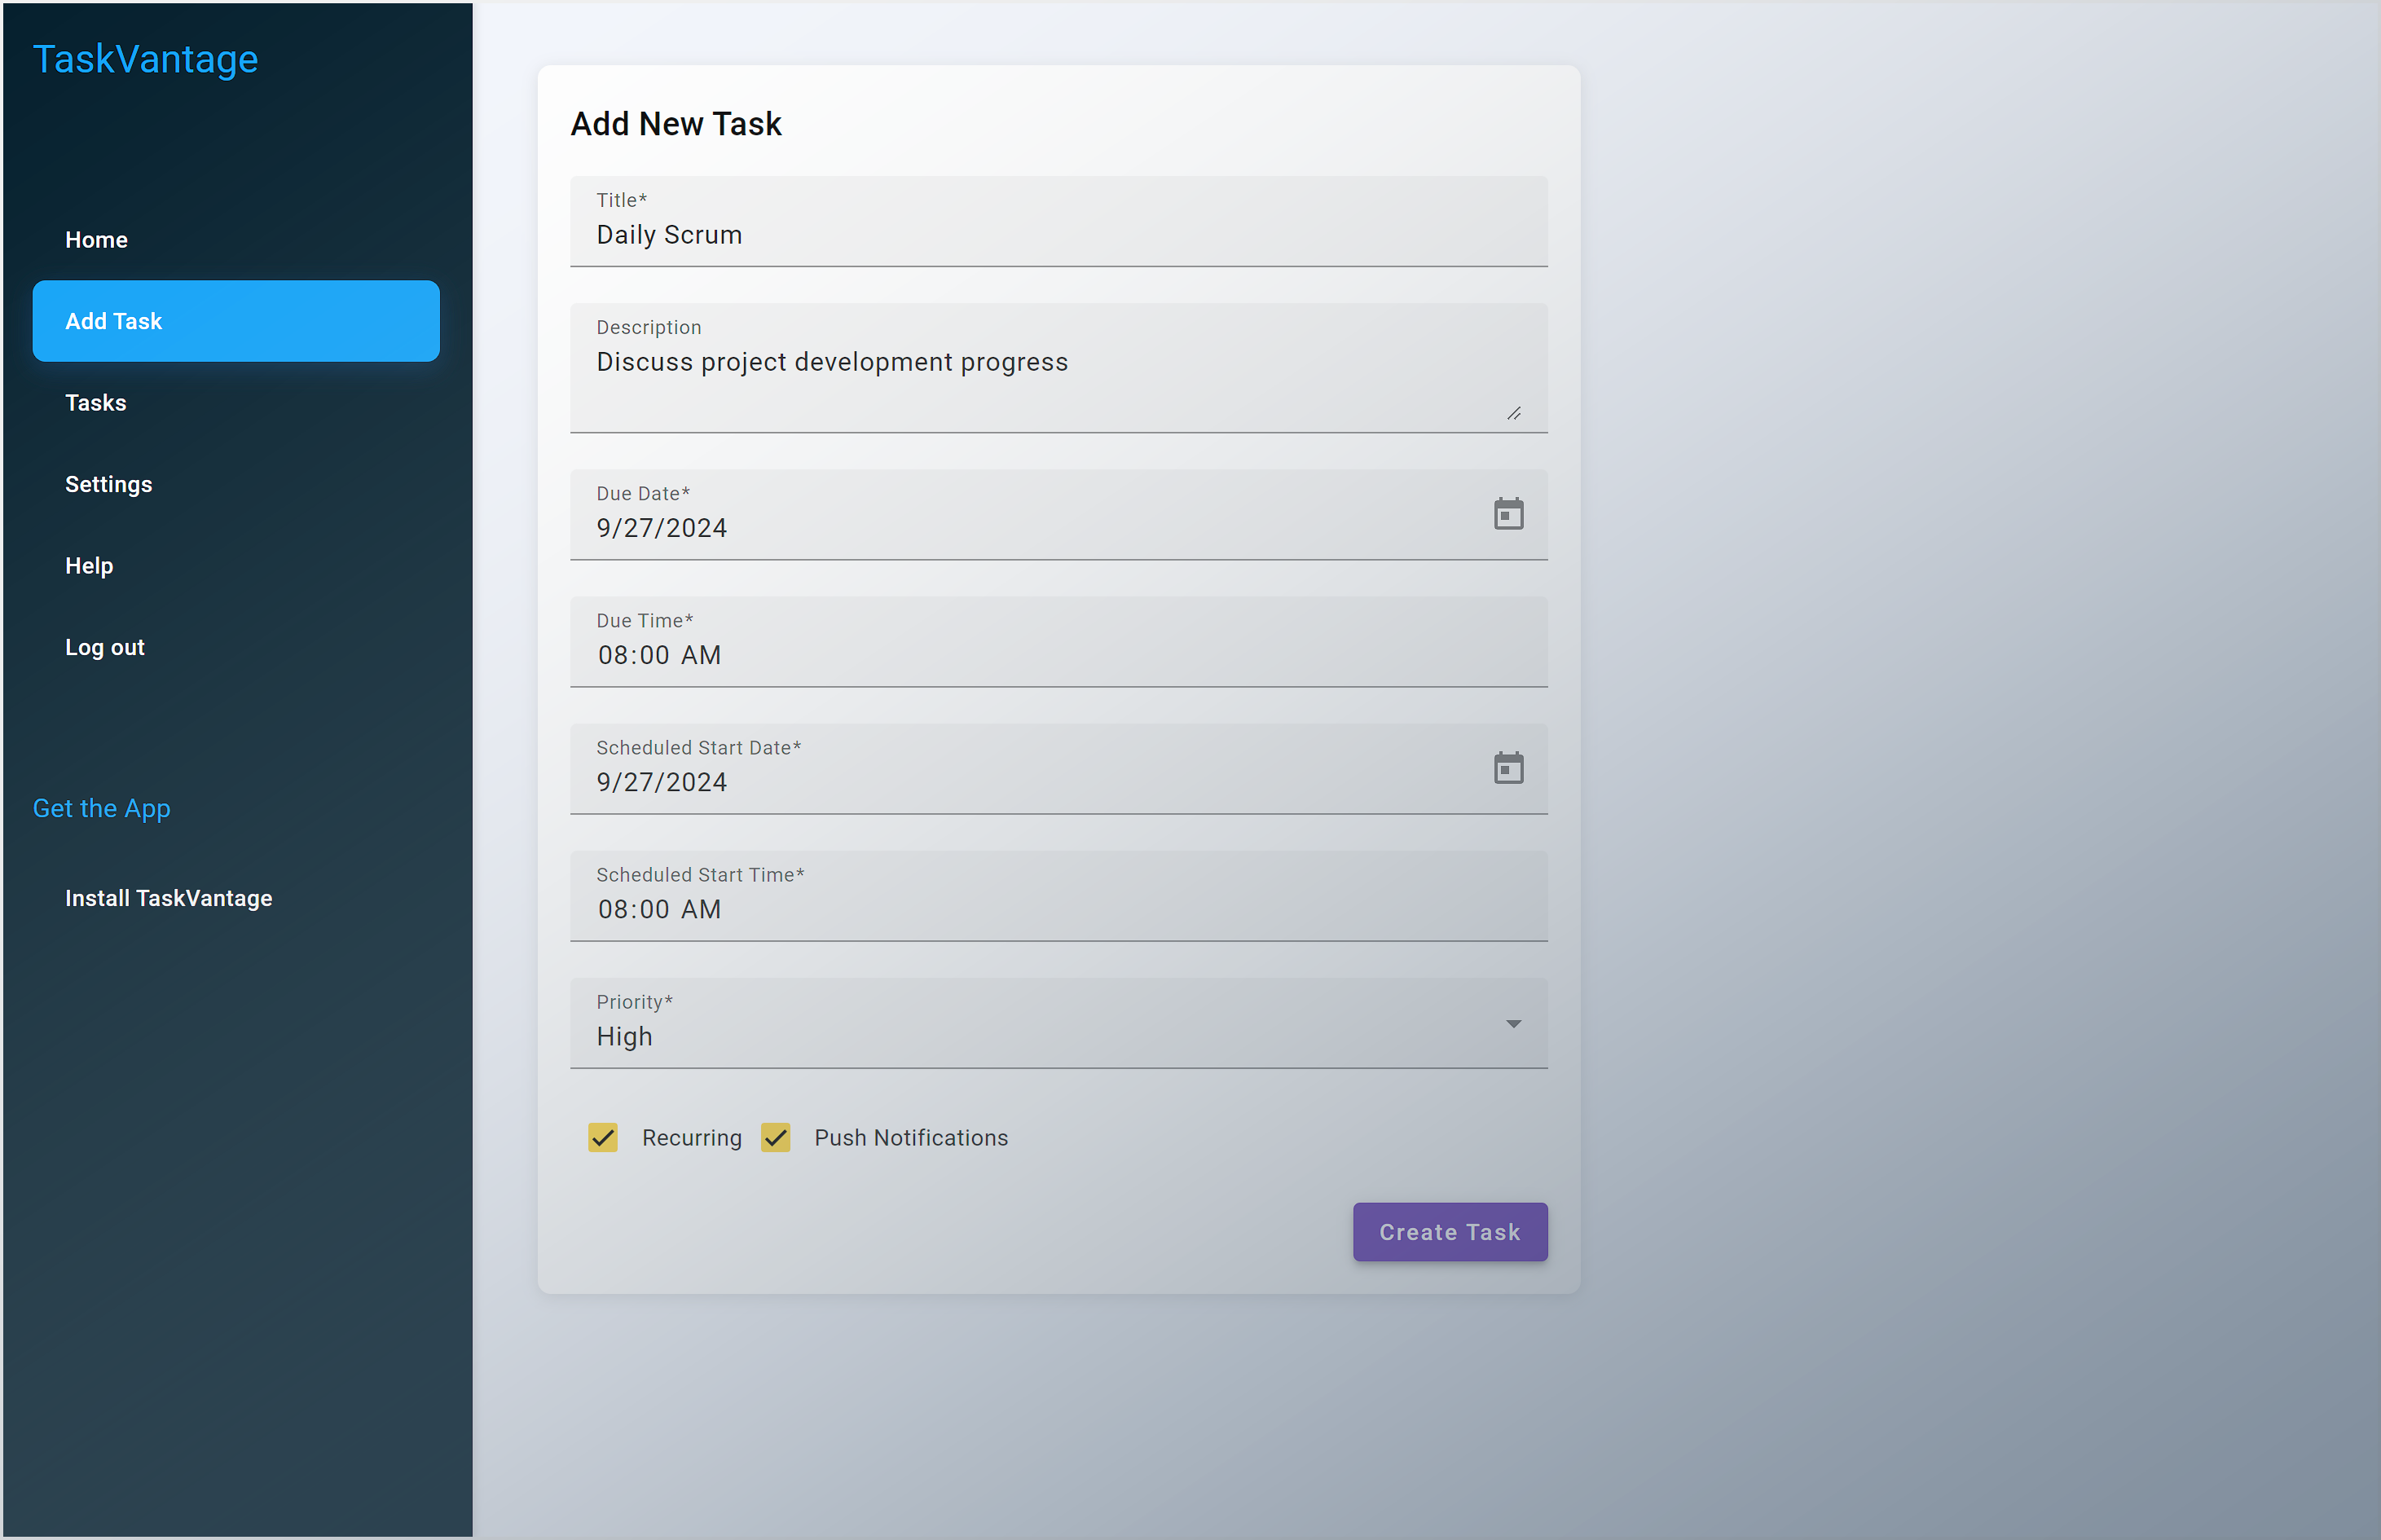 TaskVantage
Home
Add Task
Tasks
Settings
Help
Log out
Get the App
Install TaskVantage
Add New Task
Title*
Daily Scrum
Description
Discuss project development progress
Due Date*
9/27/2024
Due Time*
08:00 AM
Scheduled Start Date*
9/27/2024
Scheduled Start Time*
08:00 AM
Priority*
High
Recurring Push Notifications
Create Task